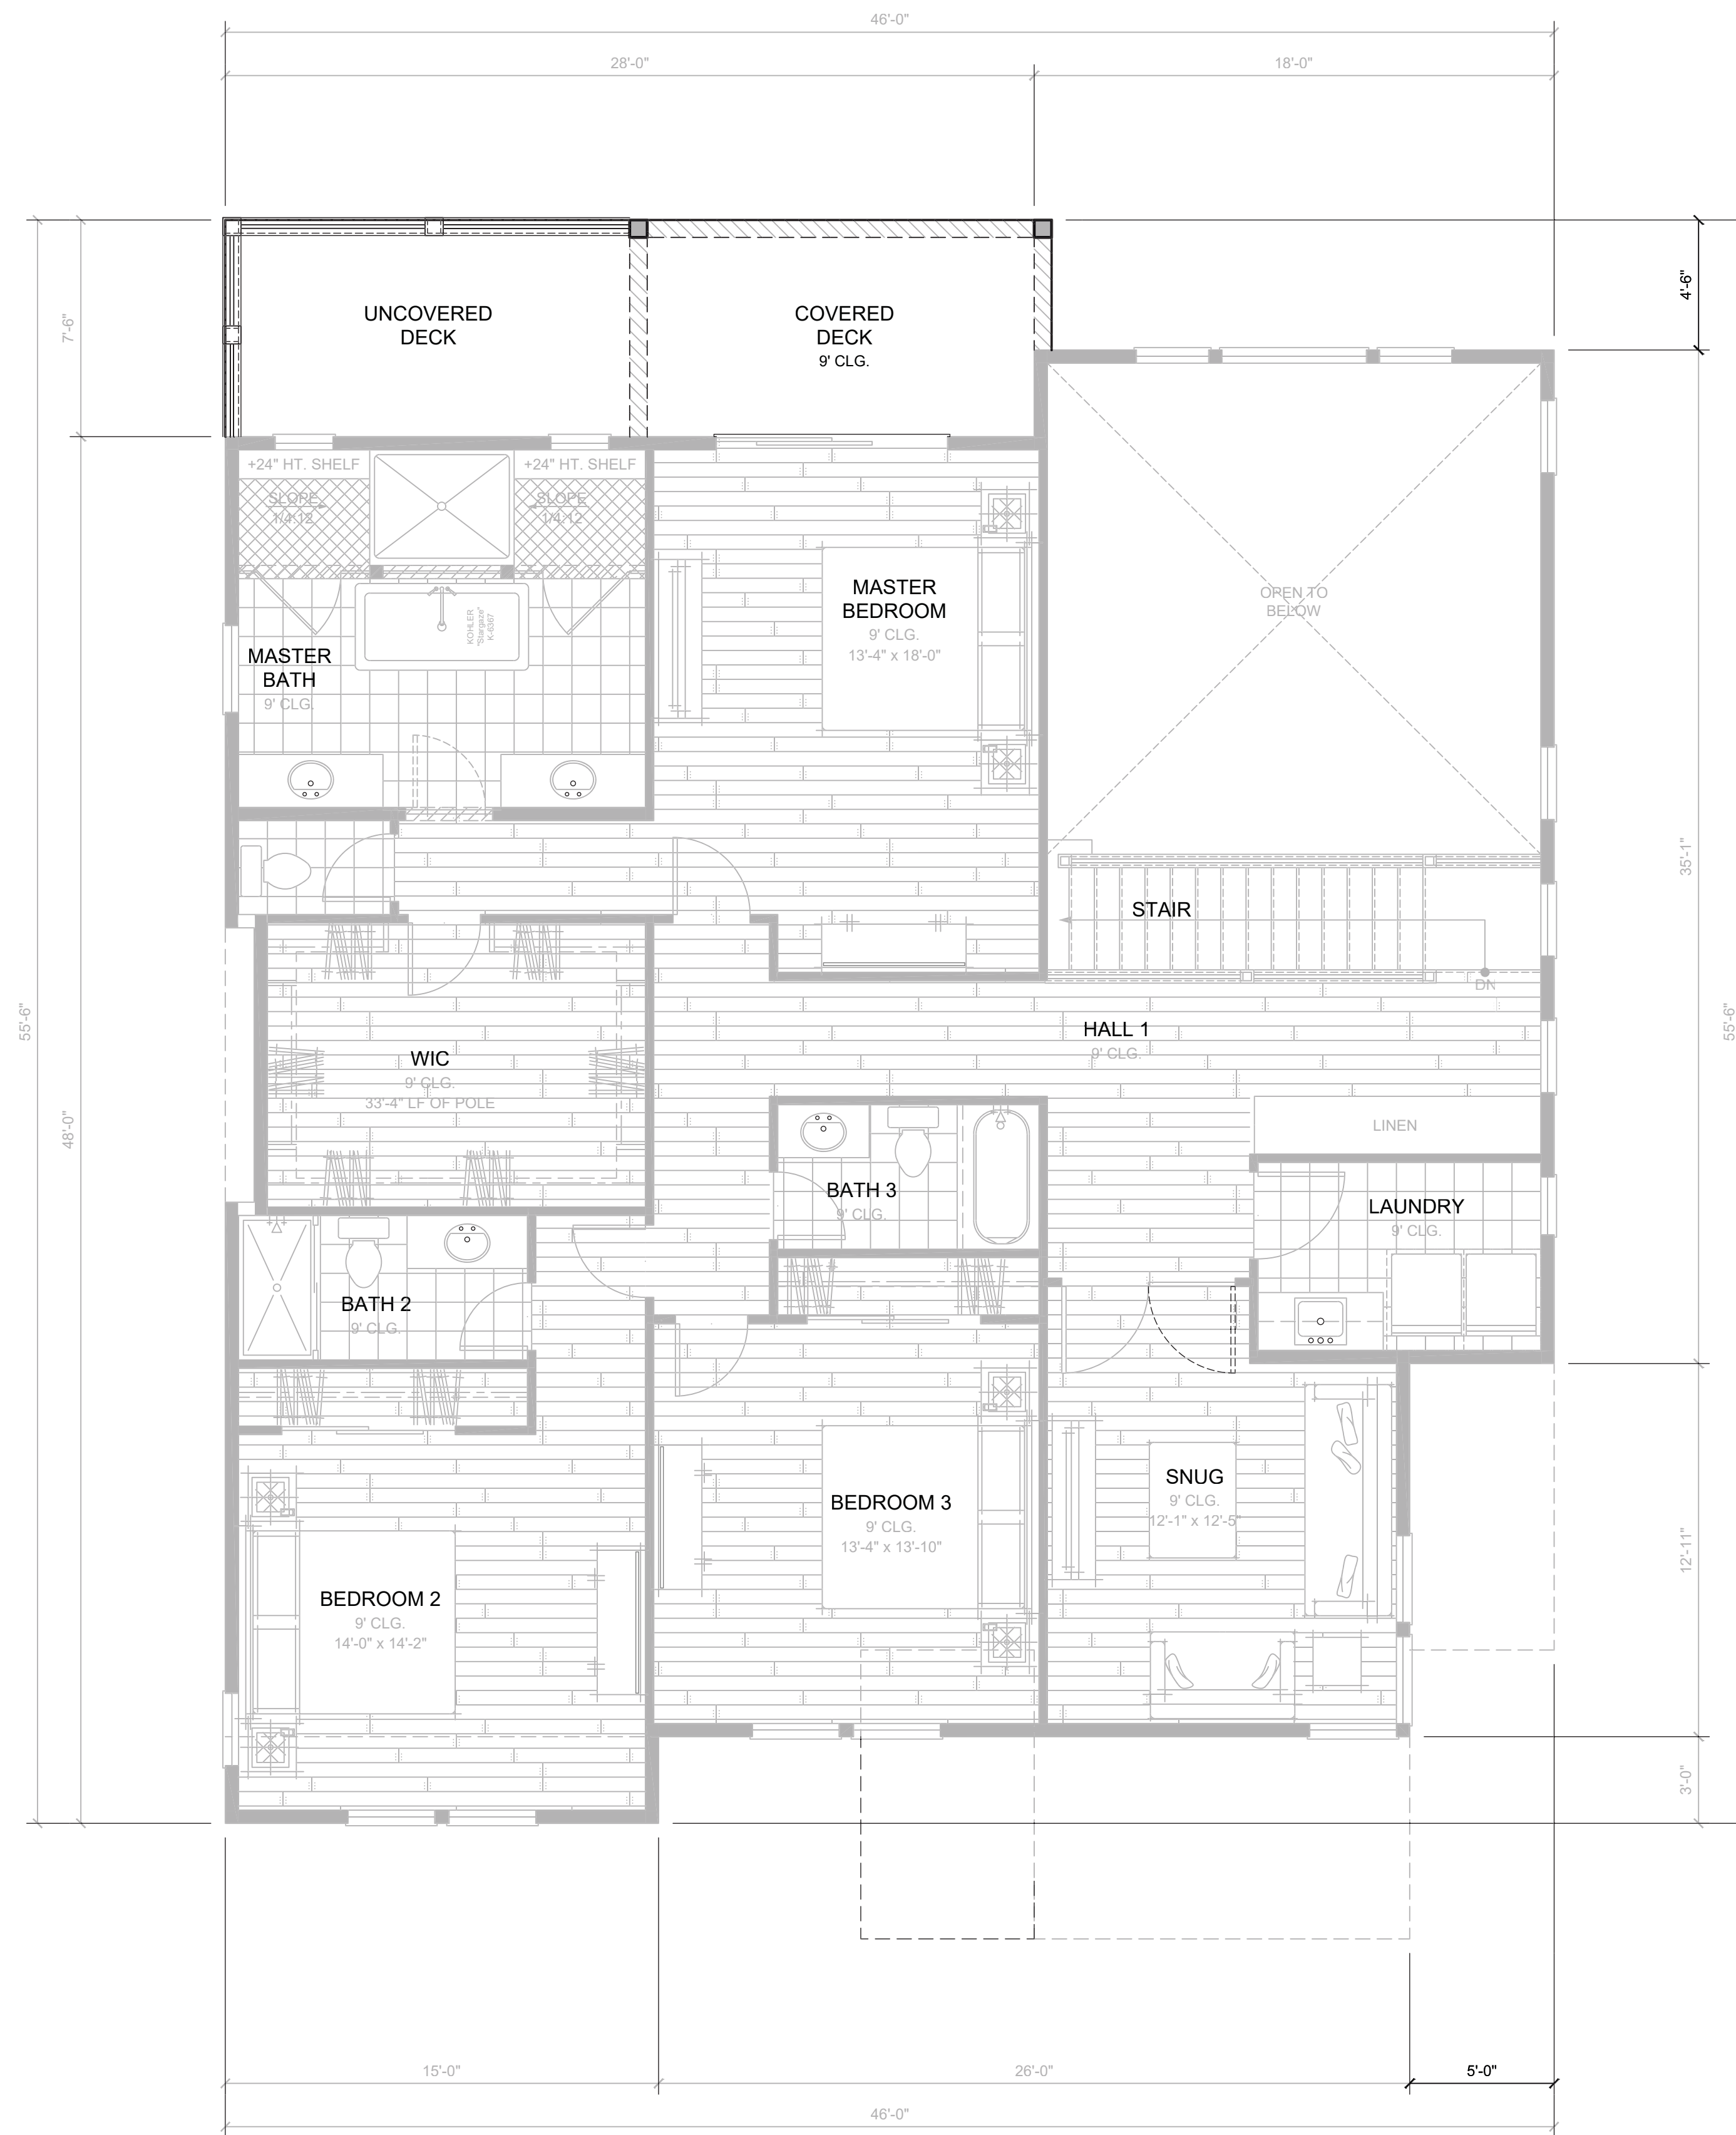 46'-0"
28'-0"
18'-0"
4'-6"
7'-6"
UNCOVERED
DECK
COVERED
DECK
9' CLG.
+24" HT. SHELF
+24" HT. SHELF
SLOPE
1/4:12
SLOPE
1/4:12
KOHLER
"Stargaze"
K-6367
MASTER
BEDROOM
9' CLG.
13'-4" x 18'-0"
OPEN TO
BELOW
MASTER
BATH
9' CLG.
35'-1"
STAIR
DN
55'-6"
55'-6"
HALL 1
9' CLG.
WIC
9' CLG.
33'-4" LF OF POLE
48'-0"
LINEN
BATH 3
9' CLG.
LAUNDRY
9' CLG.
BATH 2
9' CLG.
SNUG
9' CLG.
12'-1" x 12'-5"
BEDROOM 3
9' CLG.
13'-4" x 13'-10"
12'-11"
BEDROOM 2
9' CLG.
14'-0" x 14'-2"
3'-0"
15'-0"
26'-0"
5'-0"
46'-0"